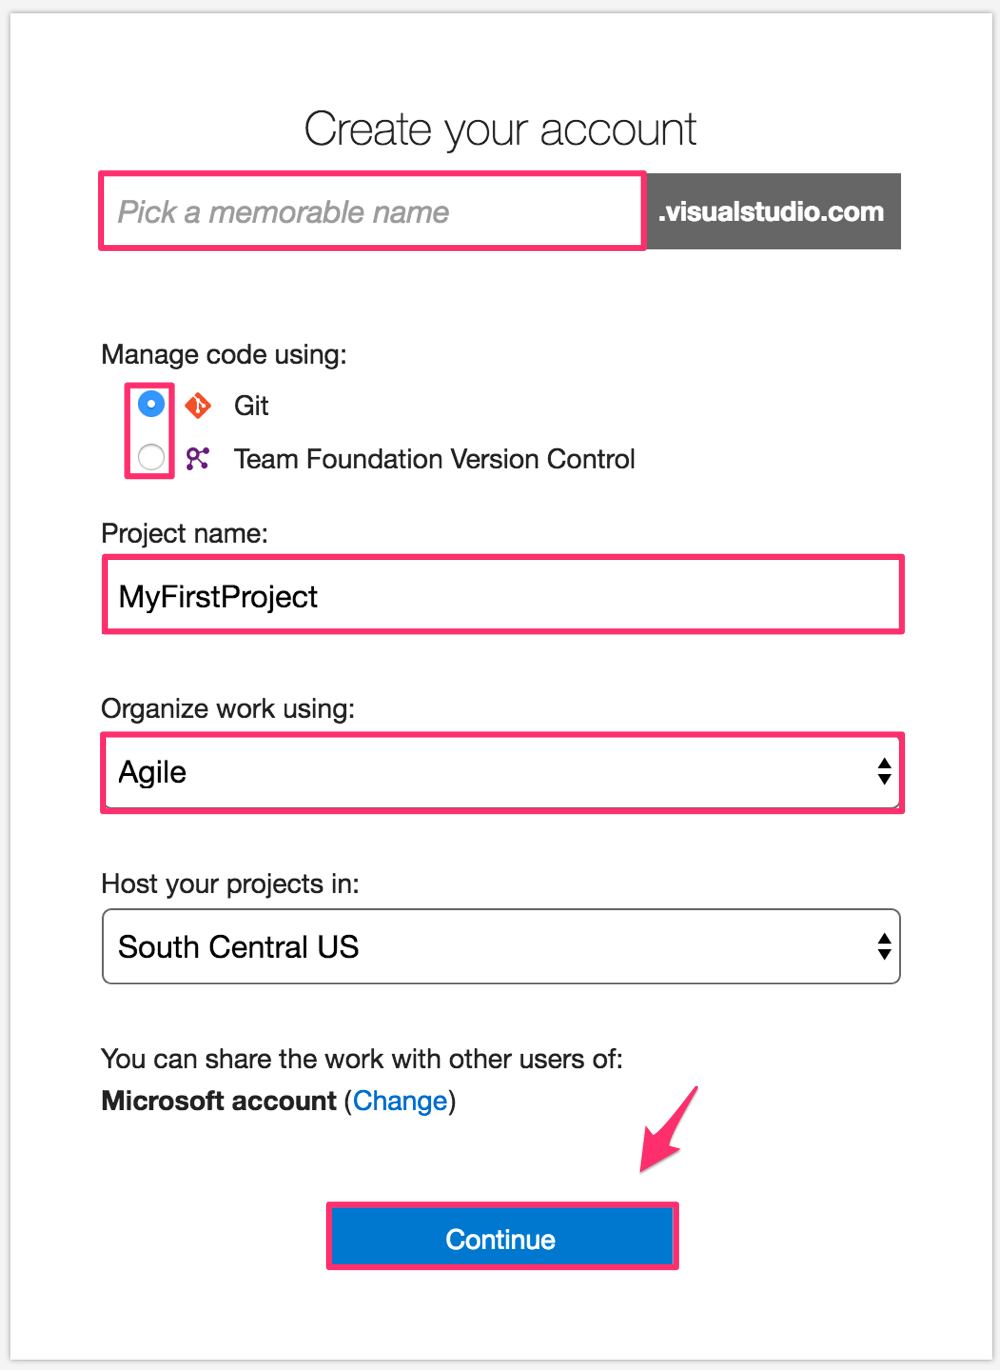 Create your account
Pick a memorable name .visualstudio.com
Manage code using:
Git
Team Foundation Version Control
Project name:
MyFirstProject
Organize work using:
Agile
Host your projects in:
South Central US
You can share the work with other users of:
Microsoft account (Change)
Continue